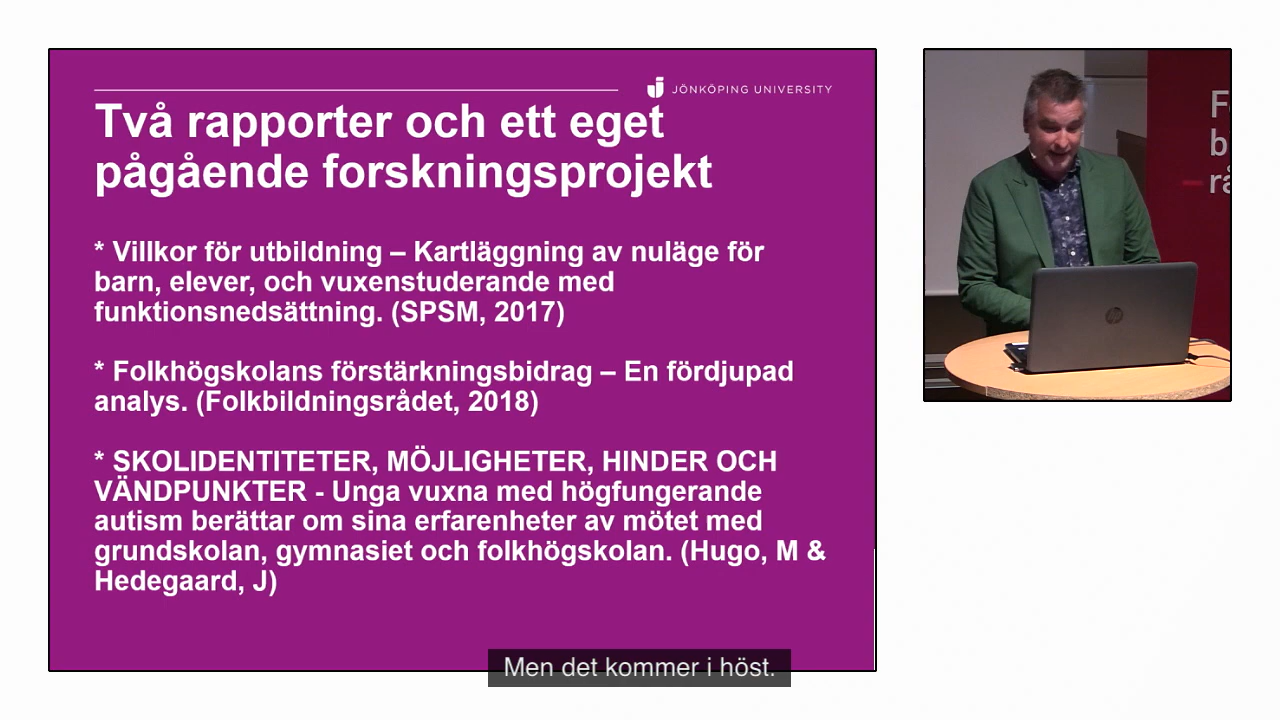 JÖNKÖPING UNIVERSITY
Två rapporter och ett eget
pågående forskningsprojekt
* Villkor för utbildning – Kartläggning av nuläge för
barn, elever, och vuxenstuderande med
funktionsnedsättning. (SPSM, 2017)
* Folkhögskolans förstärkningsbidrag – En fördjupad
analys. (Folkbildningsrådet, 2018)
* SKOLIDENTITETER, MÖJLIGHETER, HINDER OCH
VÄNDPUNKTER - Unga vuxna med högfungerande
autism berättar om sina erfarenheter av mötet med
grundskolan, gymnasiet och folkhögskolan. (Hugo, M &
Hedegaard, J)
Men det kommer i höst.
hp